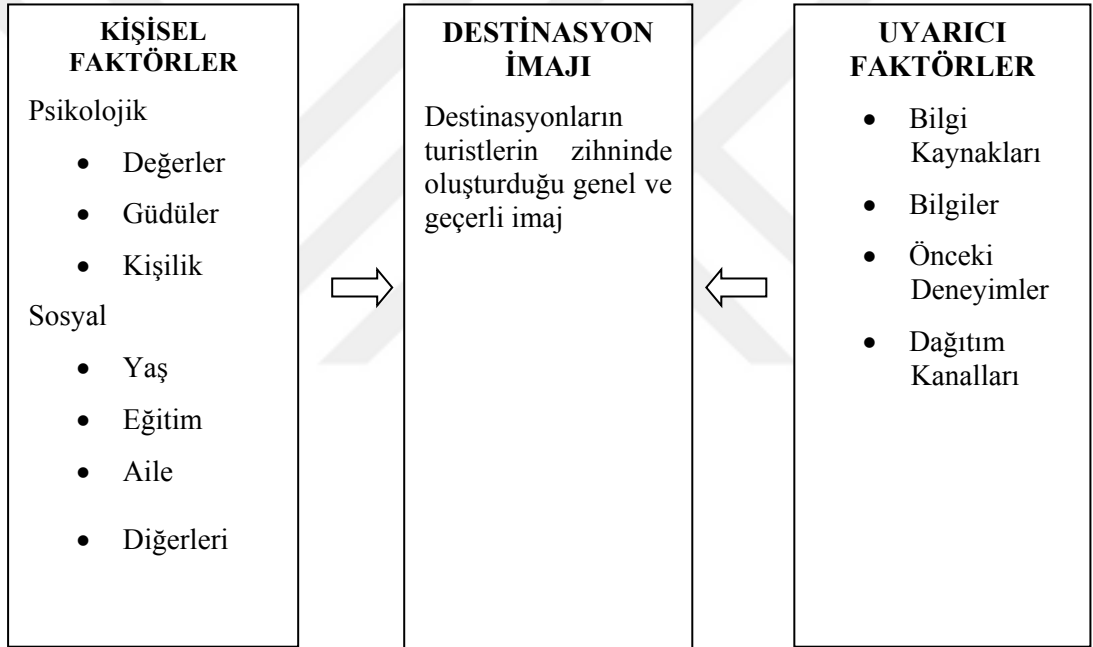 KİŞİSEL
FAKTÖRLER
Psikolojik
• Değerler
• Güdüler
• Kişilik
Sosyal
• Yaş
• Eğitim
• Aile
• Diğerleri
DESTİNASYON
İMAJI
Destinasyonların
turistlerin zihninde
oluşturduğu genel ve
geçerli imaj
UYARICI
FAKTÖRLER
• Bilgi
Kaynakları
• Bilgiler
• Önceki
Deneyimler
• Dağıtım
Kanalları